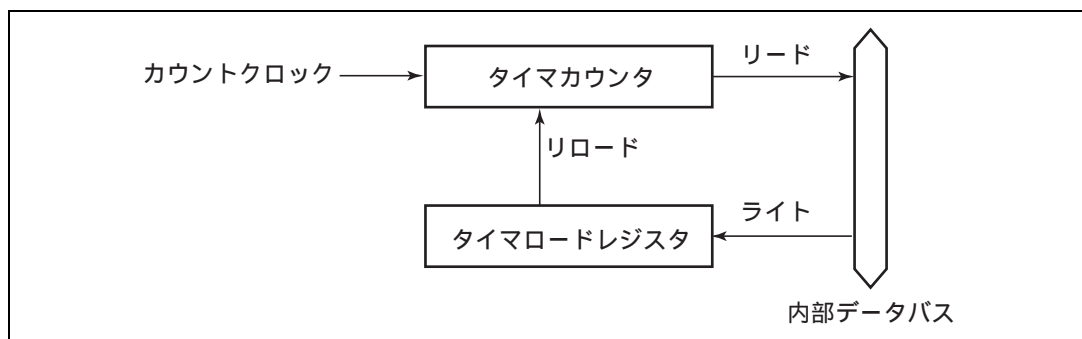 カウントクロック
タイマカウンタ
リード
リロード
タイマロードレジスタ
ライト
内部データバス